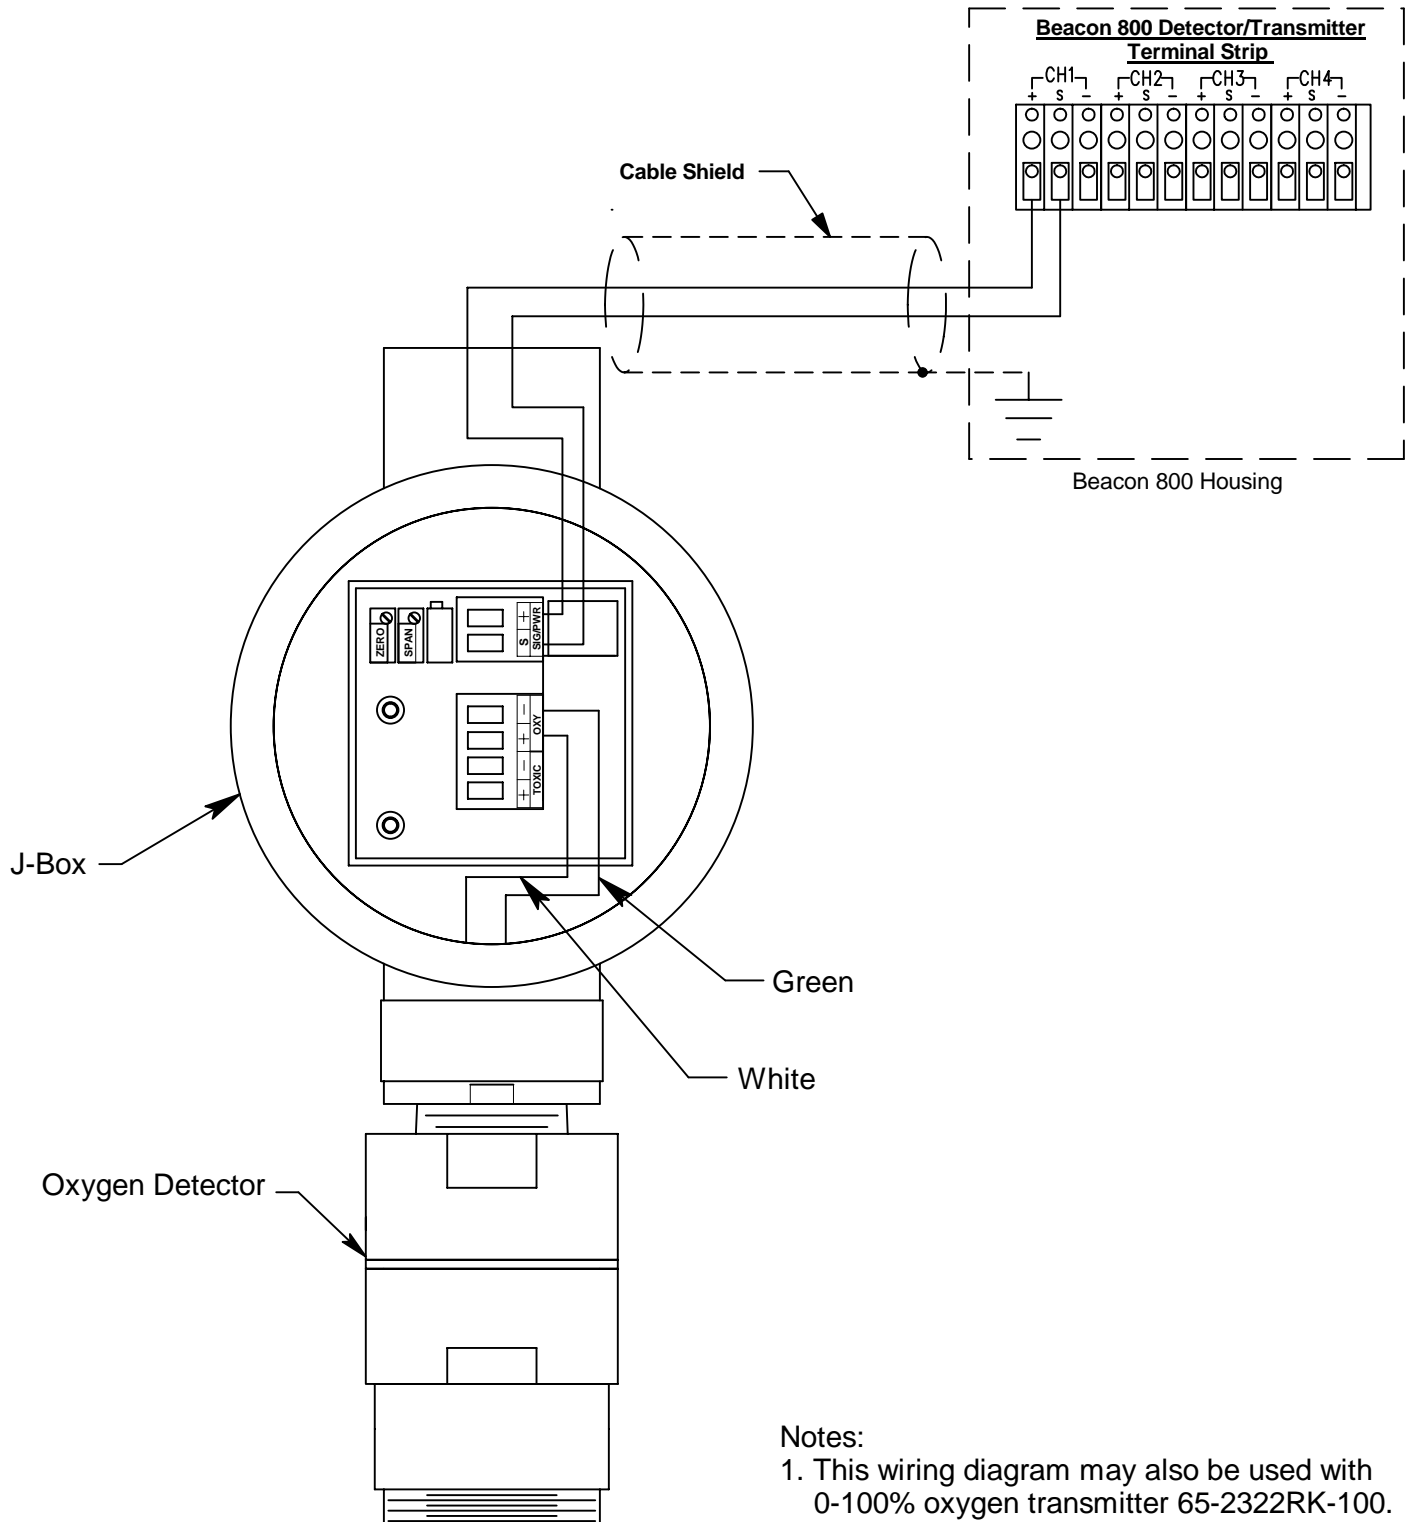 Beacon 800 Detector/Transmitter
Terminal Strip
CH1 CH2 CH3 CH4
+ S - + S - + S - + S -
Cable Shield
Beacon 800 Housing
ZERO
SPAN
+ S
SIG/PWR
- + - +
OXY
TOXIC
J-Box
Green
White
Oxygen Detector
Notes:
1. This wiring diagram may also be used with
0-100% oxygen transmitter 65-2322RK-100.